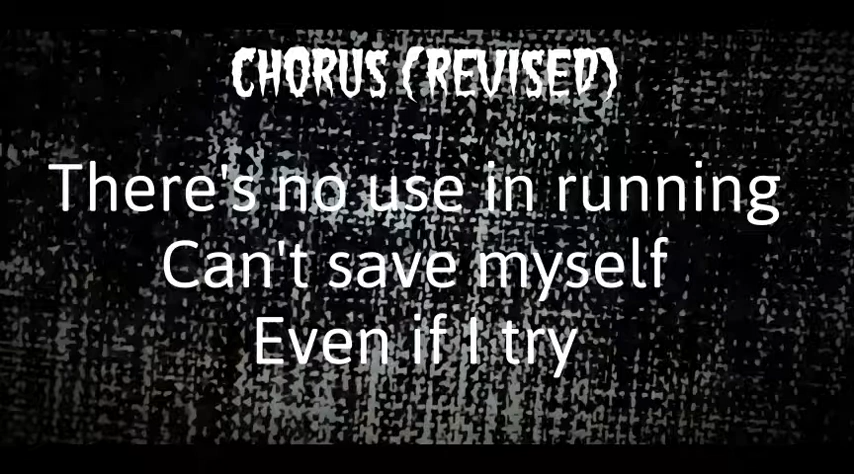 CHORUS (REVISED)
There's no use in running
Can't save myself
Even if I try